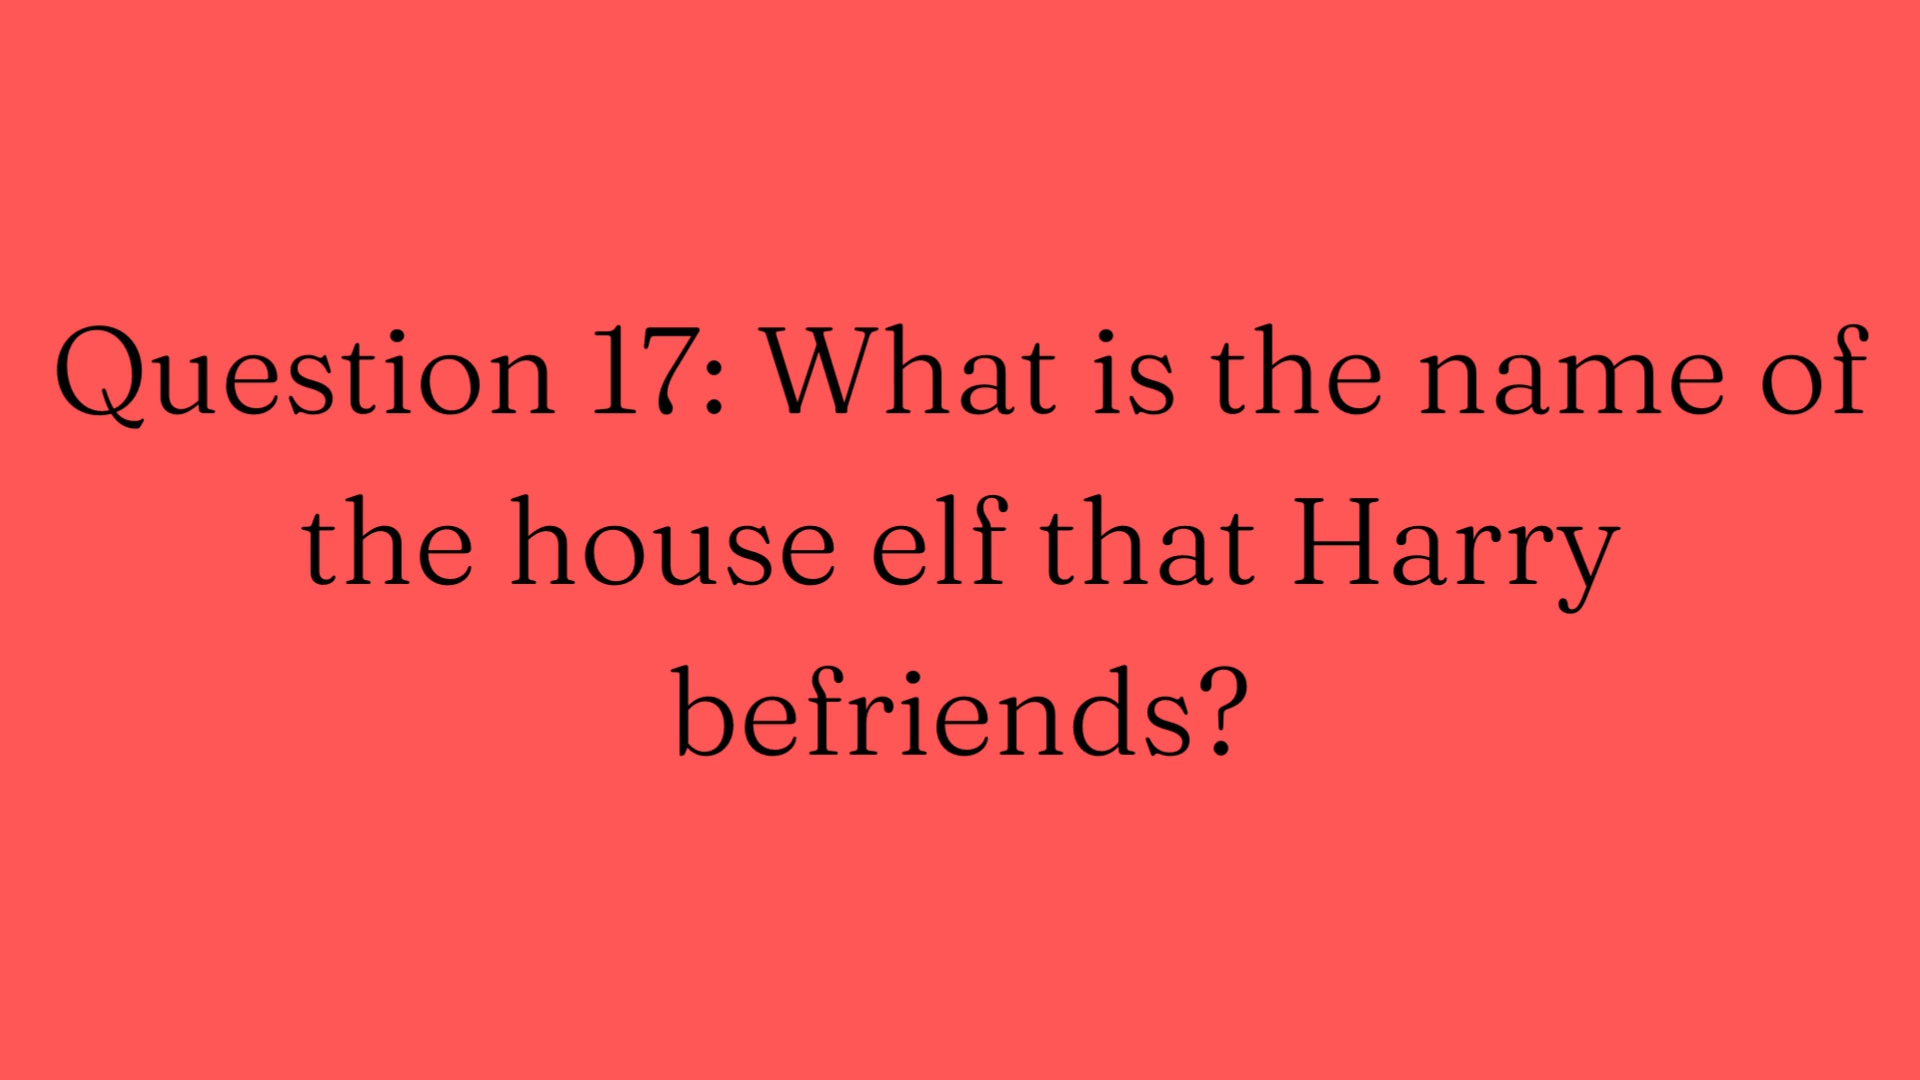 Question 17: What is the name of
the house elf that Harry
befriends?